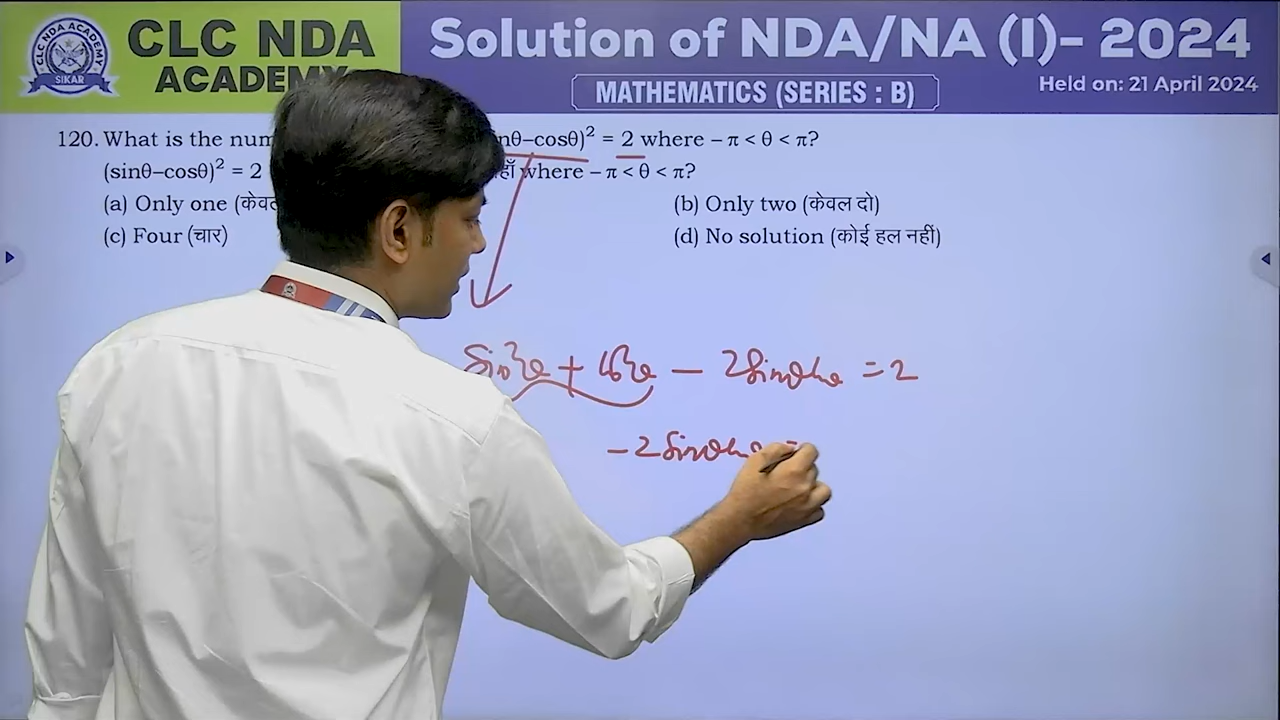 CLC NDA ACADEMY
SIKAR
CLC NDA
ACADEMY
Solution of NDA/NA (I)- 2024
MATHEMATICS (SERIES : B)
Held on: 21 April 2024
120. What is the num nθ–cosθ)² = 2 where – π < θ < π?
(sinθ–cosθ)² = 2 where – π < θ < π?
(a) Only one
(b) Only two (केवल दो)
(c) Four (चार)
(d) No solution (कोई हल नहीं)
sin²θ + cos²θ – 2sinθcosθ = 2
–2sinθcosθ =